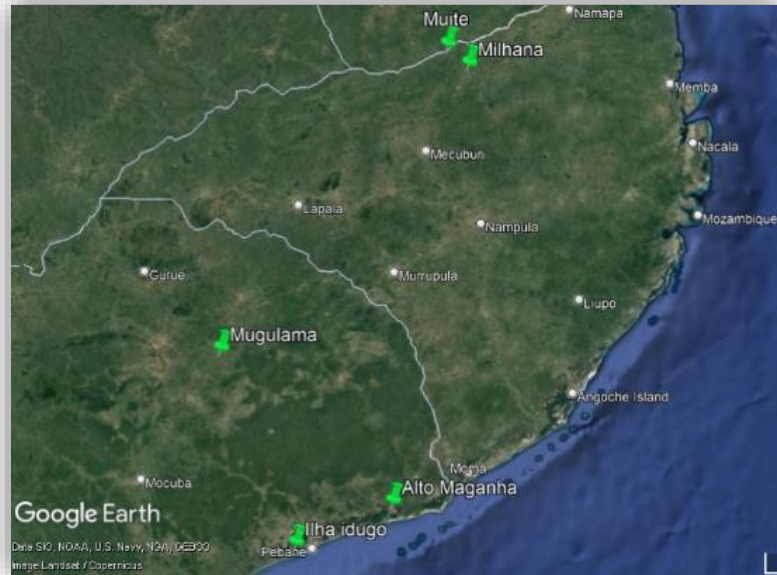 Muite
Namapa
Milhana
Memba
Mecuburi
Nacala
Lapala
Mozambique
Nampula
Gurue
Murrupula
Liupo
Mugulama
Angoche Island
Moma
Mocuba
Alto Maganha
Google Earth
Ilha idugo
Data SIO, NOAA, U.S. Navy, NGA, GEBCO
Pebane
Image Landsat / Copernicus
L